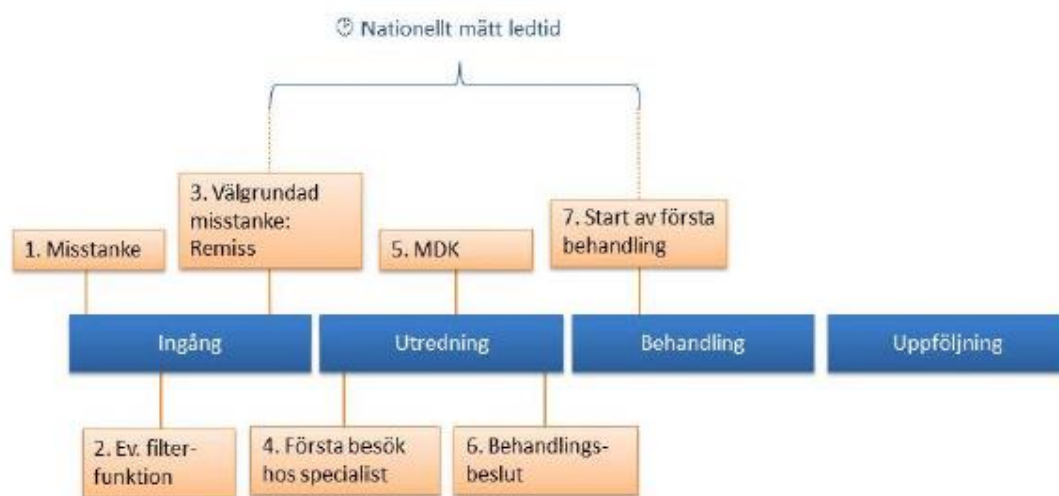 Nationellt mätt ledtid
3. Välgrundad
misstanke:
Remiss
7. Start av första
behandling
1. Misstanke
5. MDK
Ingång
Utredning
Behandling
Uppföljning
2. Ev. filter-
funktion
4. Första besök
hos specialist
6. Behandlings-
beslut